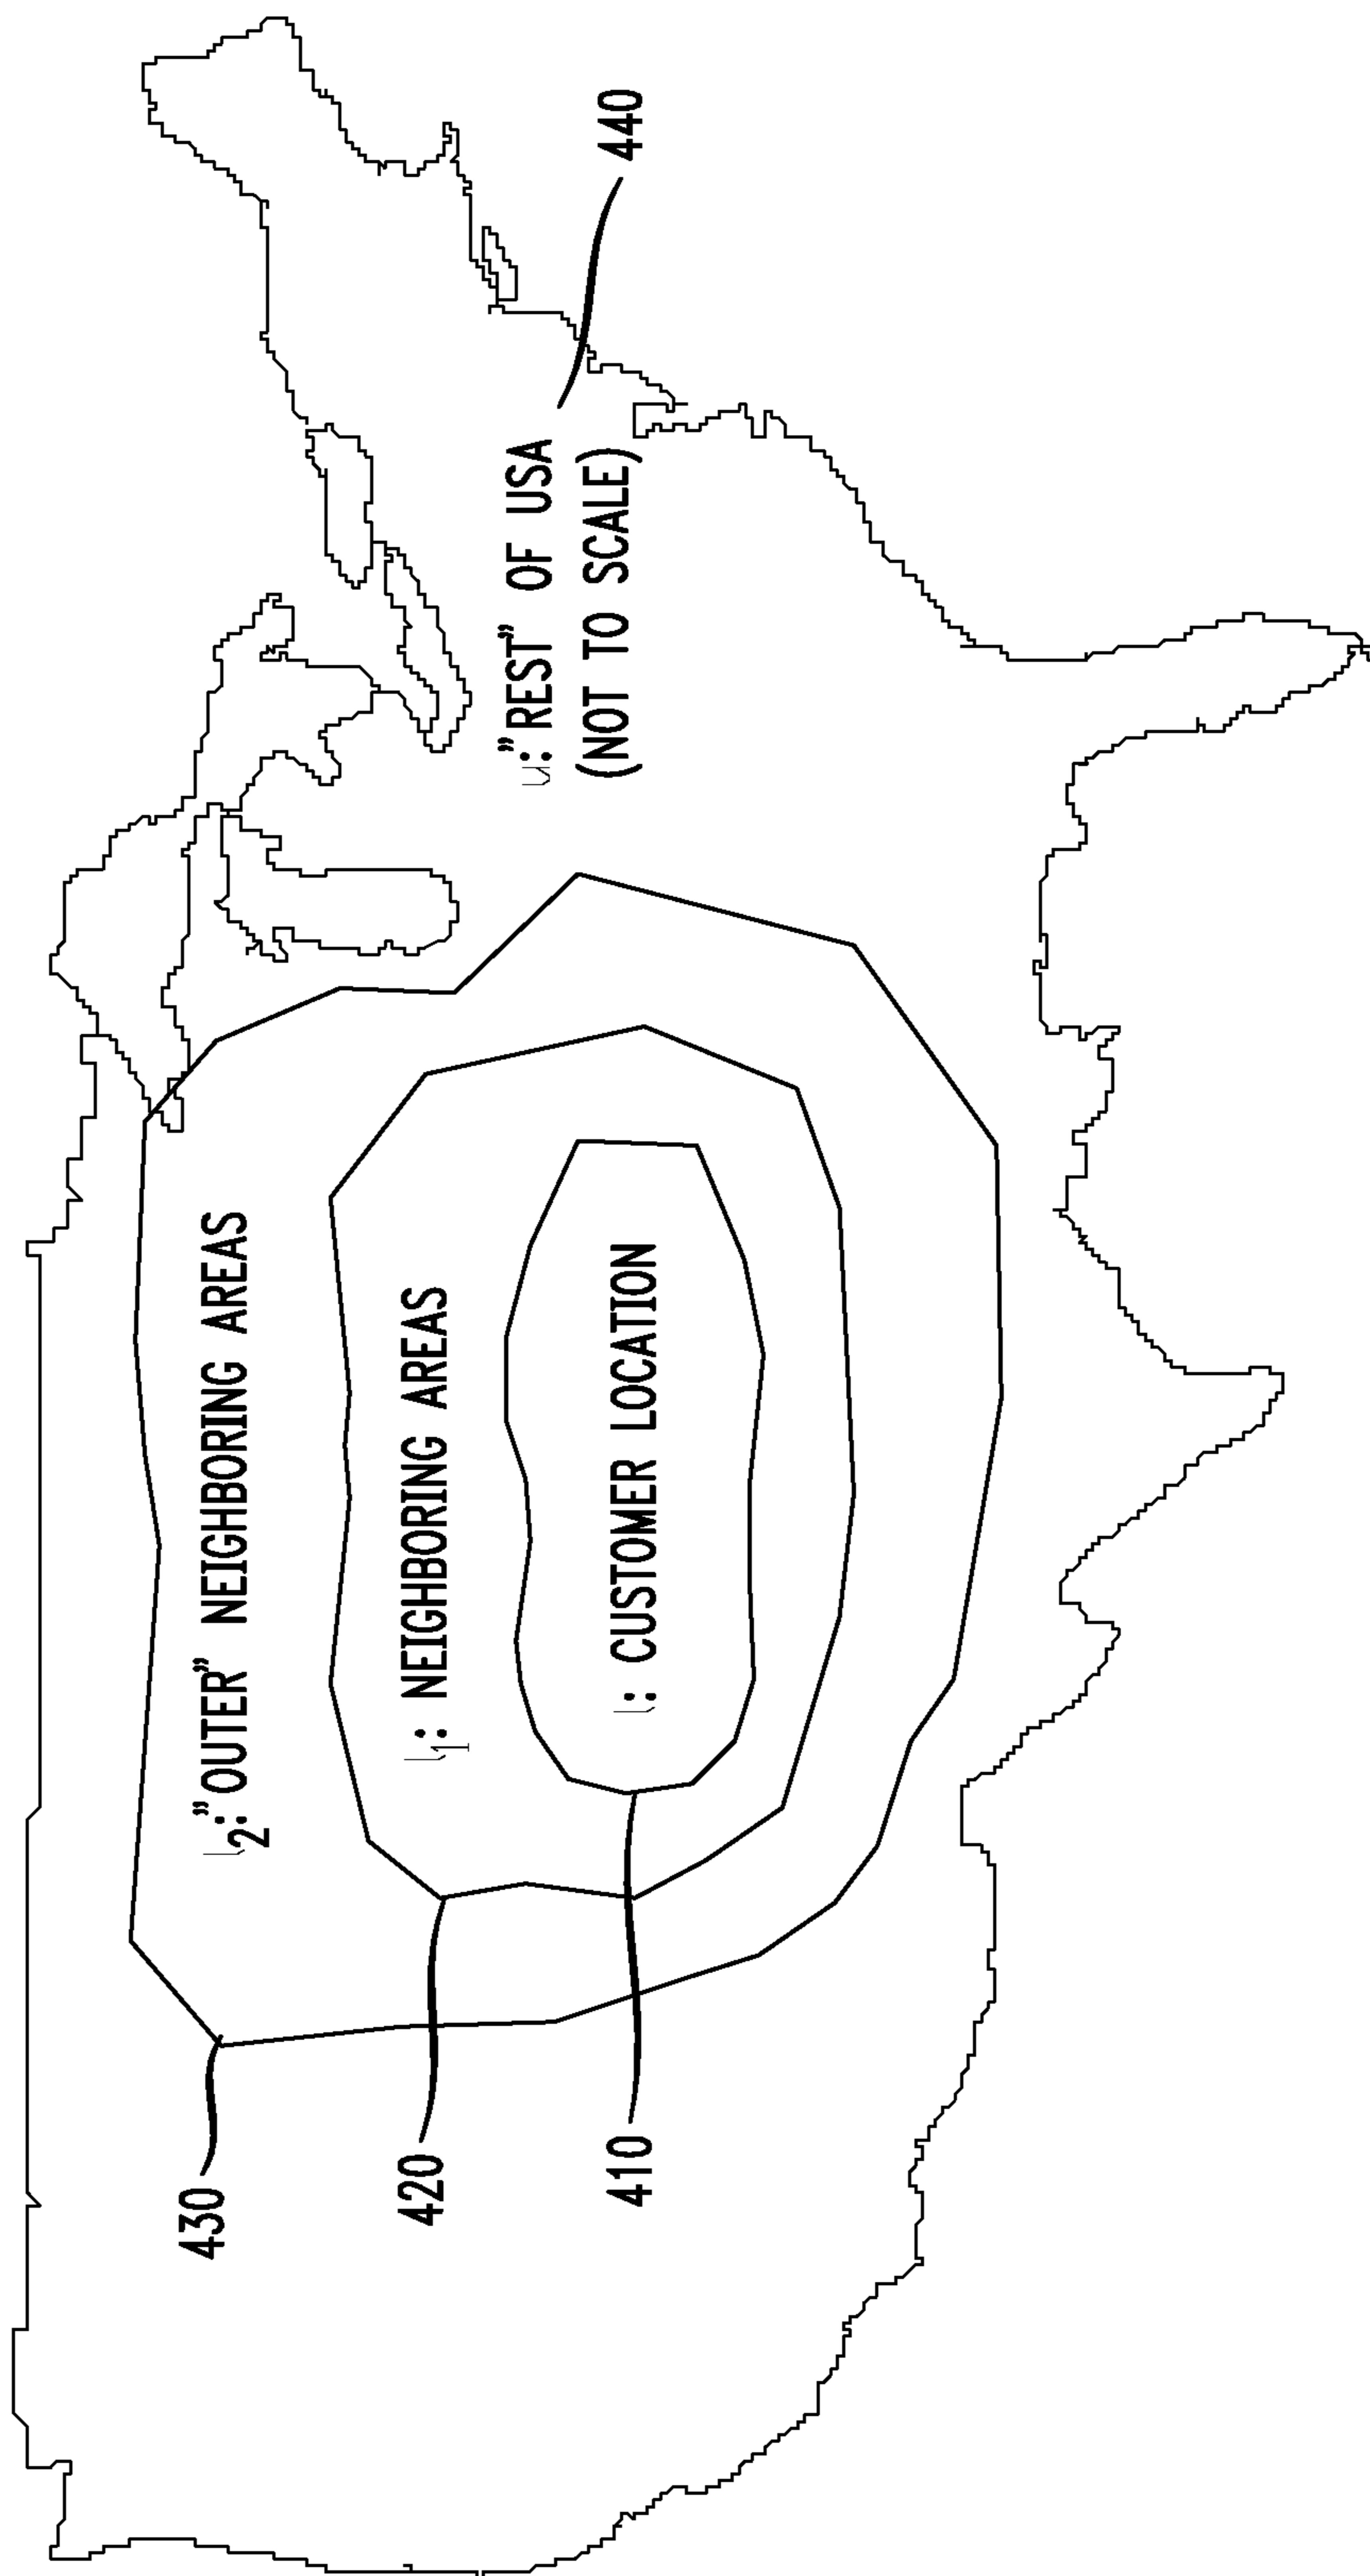 430
l2:"OUTER" NEIGHBORING AREAS
420
l1: NEIGHBORING AREAS
410
l: CUSTOMER LOCATION
:"REST" OF USA
(NOT TO SCALE)
440